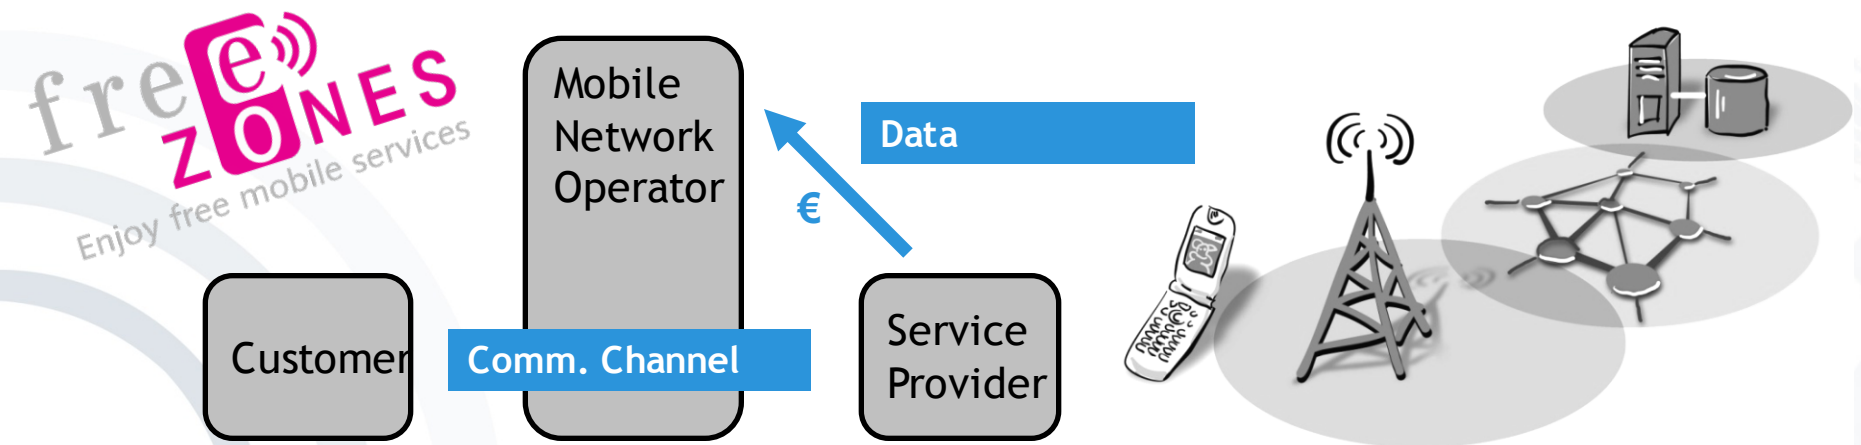 free
ZONES
Enjoy free mobile services
Mobile
Network
Operator
Data
€
Customer
Comm. Channel
Service
Provider